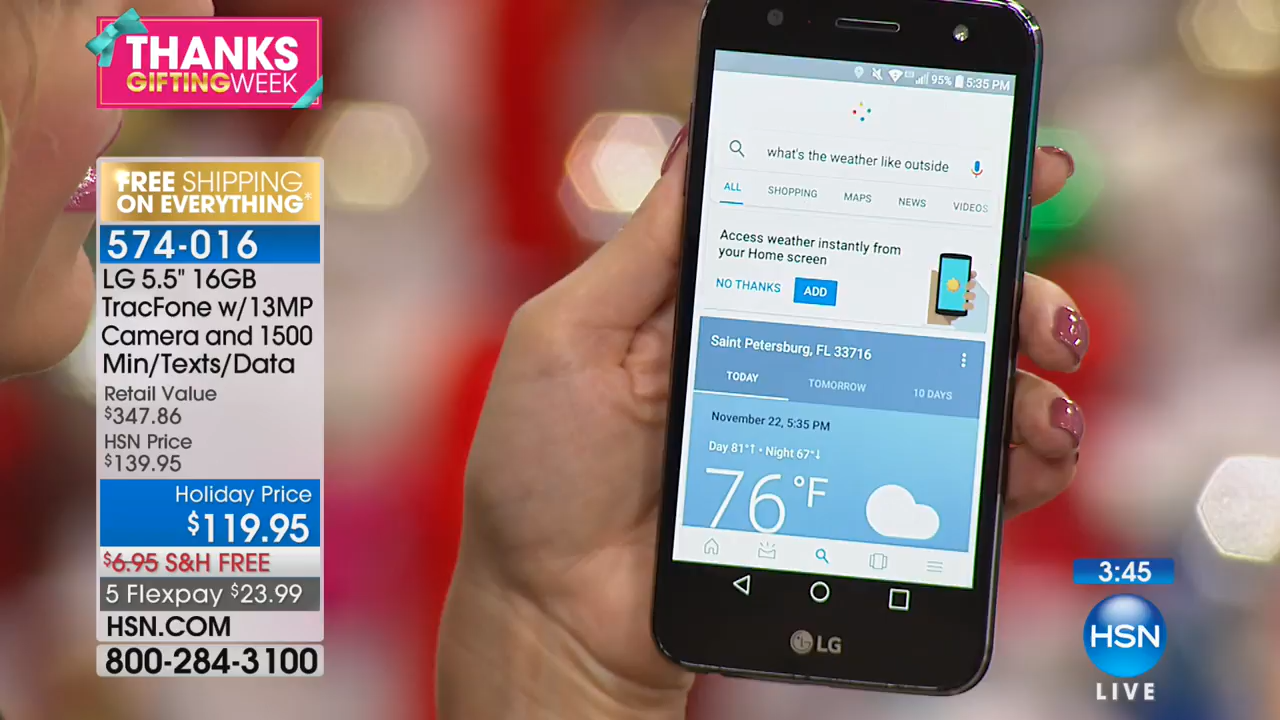 THANKS
GIFTINGWEEK
FREE SHIPPING
ON EVERYTHING*
574-016
LG 5.5" 16GB
TracFone w/13MP
Camera and 1500
Min/Texts/Data
Retail Value
$347.86
HSN Price
$139.95
Holiday Price
$119.95
$6.95 S&H FREE
5 Flexpay $23.99
HSN.COM
800-284-3100
95% 5:35 PM
what's the weather like outside
ALL SHOPPING MAPS NEWS VIDEOS
Access weather instantly from
your Home screen
NO THANKS ADD
Saint Petersburg, FL 33716
TODAY TOMORROW 10 DAYS
November 22, 5:35 PM
Day 81°↑ • Night 67°↓
76 °F
LG
3:45
HSN
LIVE